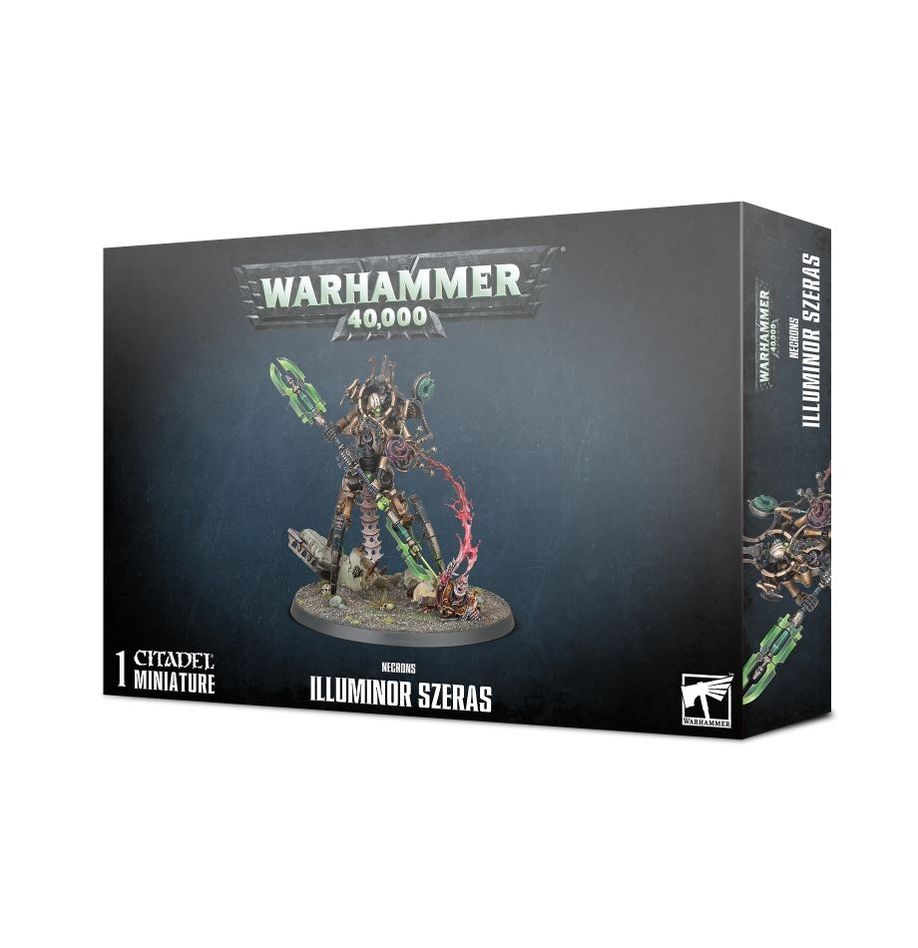 WARHAMMER
40,000
1 CITADEL
MINIATURE
NECRONS
ILLUMINOR SZERAS
WARHAMMER
WARHAMMER
40,000
NECRONS
ILLUMINOR SZERAS